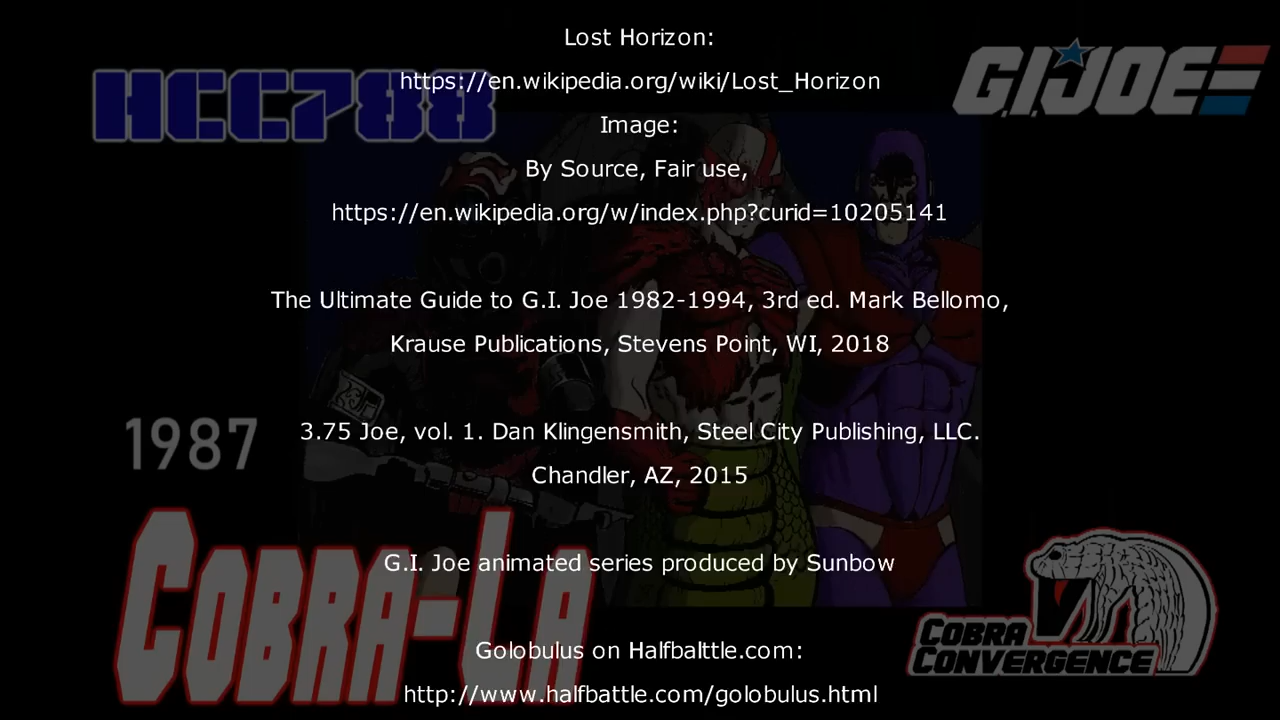 Lost Horizon:
HCC788
https://en.wikipedia.org/wiki/Lost_Horizon
G.I. JOE
Image:
By Source, Fair use,
https://en.wikipedia.org/w/index.php?curid=10205141
The Ultimate Guide to G.I. Joe 1982-1994, 3rd ed. Mark Bellomo,
Krause Publications, Stevens Point, WI, 2018
1987
3.75 Joe, vol. 1. Dan Klingensmith, Steel City Publishing, LLC.
Chandler, AZ, 2015
G.I. Joe animated series produced by Sunbow
COBRA-LA
COBRA
CONVERGENCE
Golobulus on Halfbalttle.com:
http://www.halfbattle.com/golobulus.html